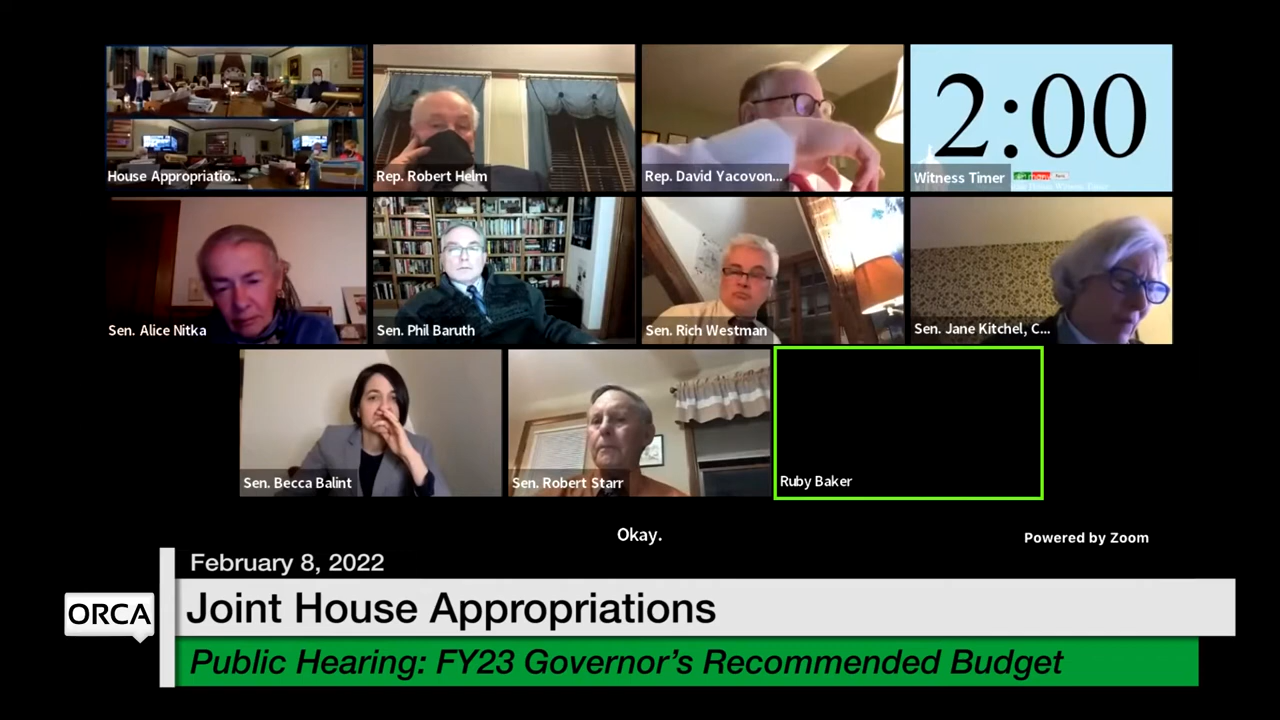 House Appropriatio...
Rep. Robert Helm
Rep. David Yacovon...
2:00
Witness Timer
Sen. Alice Nitka
Sen. Phil Baruth
Sen. Rich Westman
Sen. Jane Kitchel, C...
Sen. Becca Balint
Sen. Robert Starr
Ruby Baker
Okay.
Powered by Zoom
February 8, 2022
ORCA
Joint House Appropriations
Public Hearing: FY23 Governor's Recommended Budget